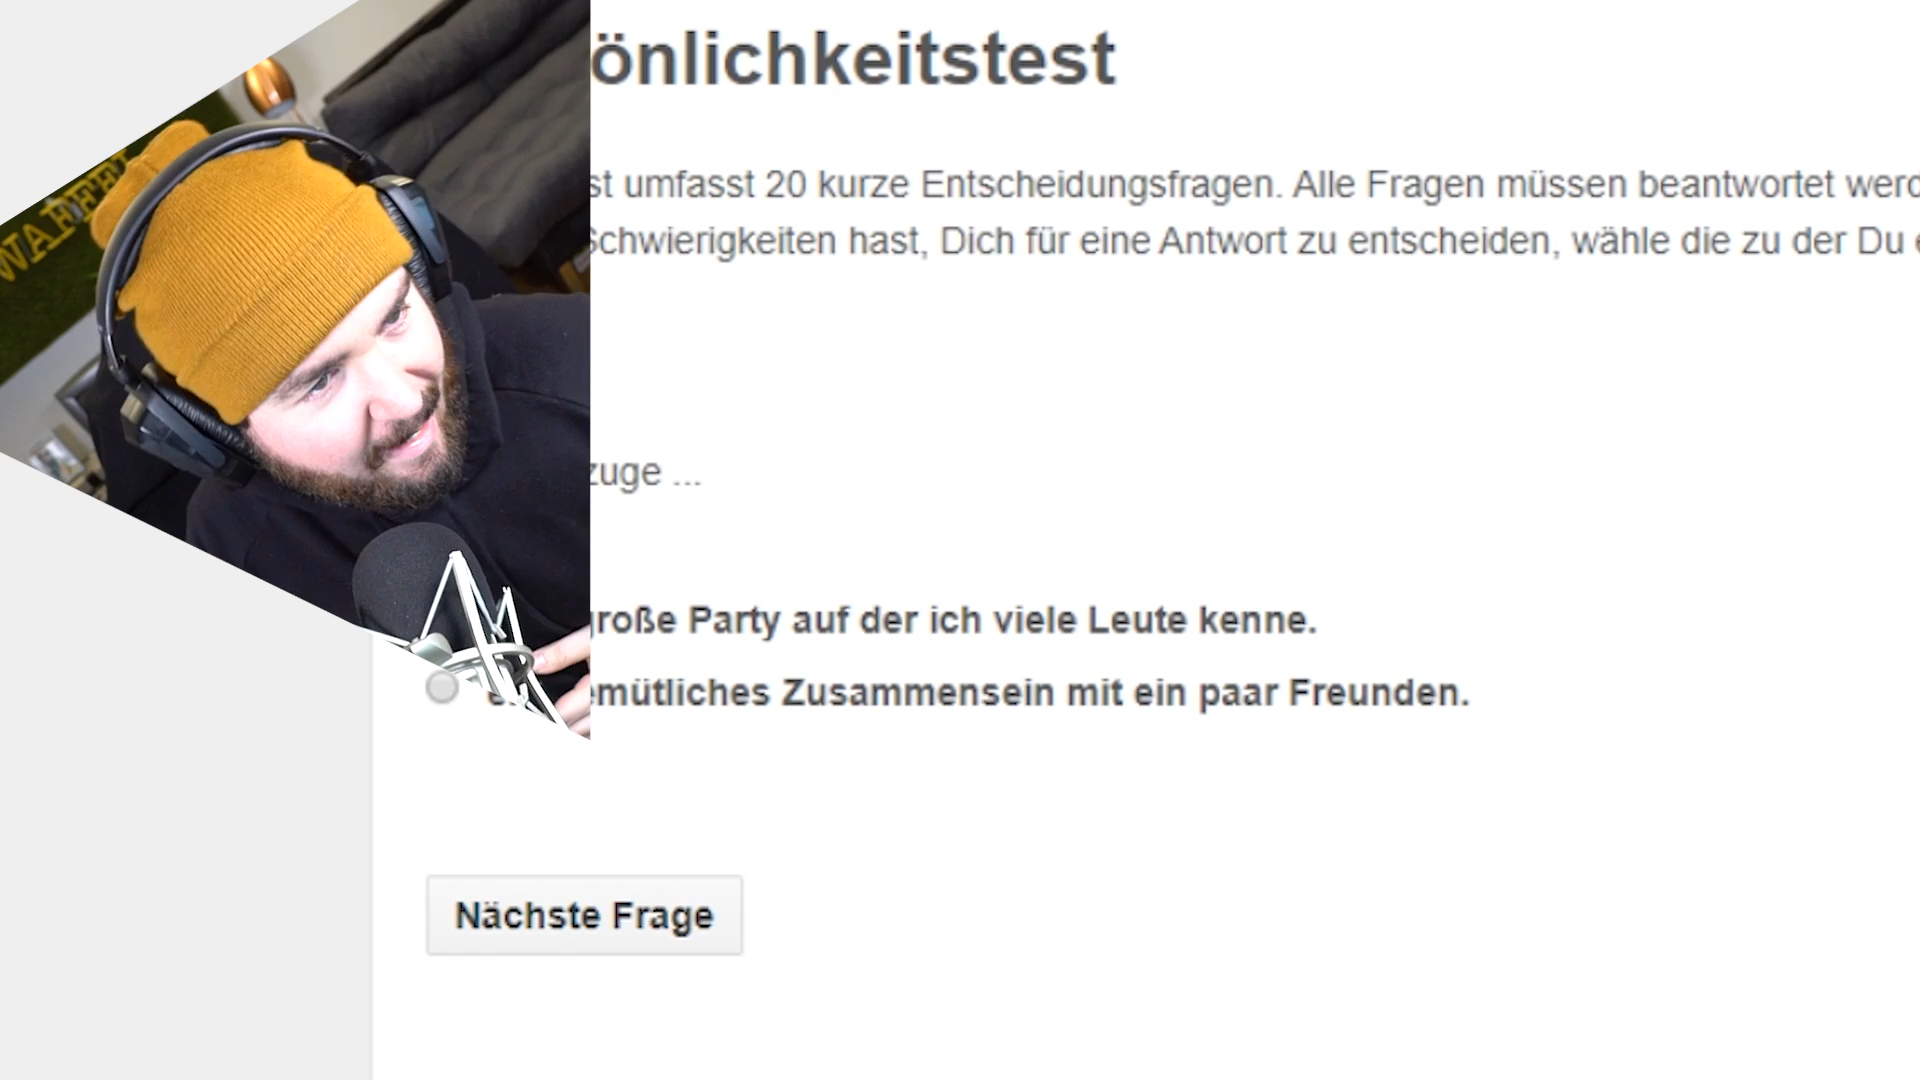 önlichkeitstest
st umfasst 20 kurze Entscheidungsfragen. Alle Fragen müssen beantwortet werd
Schwierigkeiten hast, Dich für eine Antwort zu entscheiden, wähle die zu der Du e
zuge ...
große Party auf der ich viele Leute kenne.
emütliches Zusammensein mit ein paar Freunden.
Nächste Frage